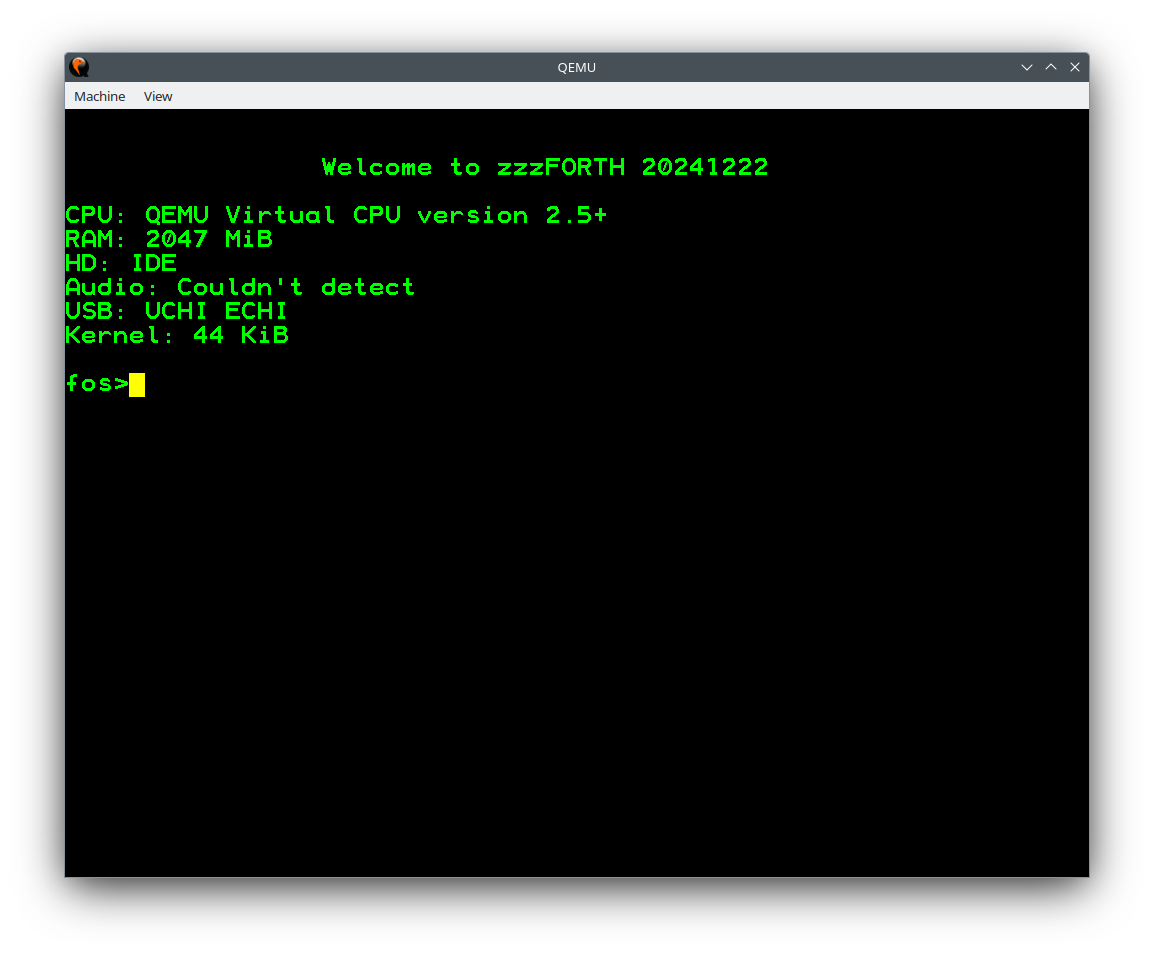 QEMU
Machine View
Welcome to zzzFORTH 20241222
CPU: QEMU Virtual CPU version 2.5+
RAM: 2047 MiB
HD: IDE
Audio: Couldn't detect
USB: UCHI ECHI
Kernel: 44 KiB
fos>